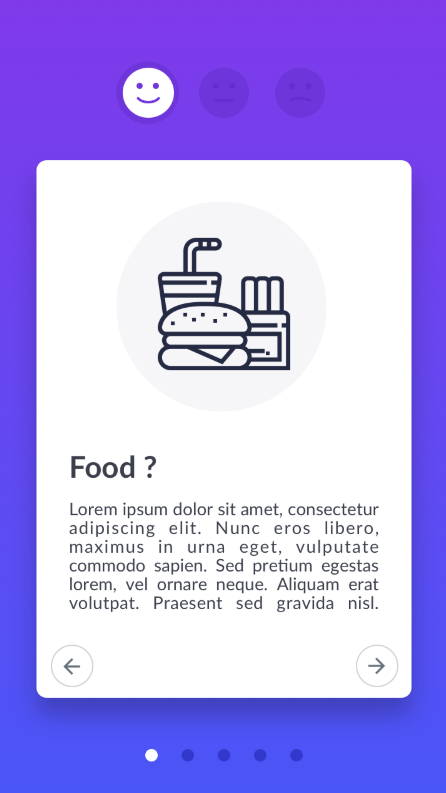 Food ?
Lorem ipsum dolor sit amet, consectetur
adipiscing elit. Nunc eros libero,
maximus in urna eget, vulputate
commodo sapien. Sed pretium egestas
lorem, vel ornare neque. Aliquam erat
volutpat. Praesent sed gravida nisl.